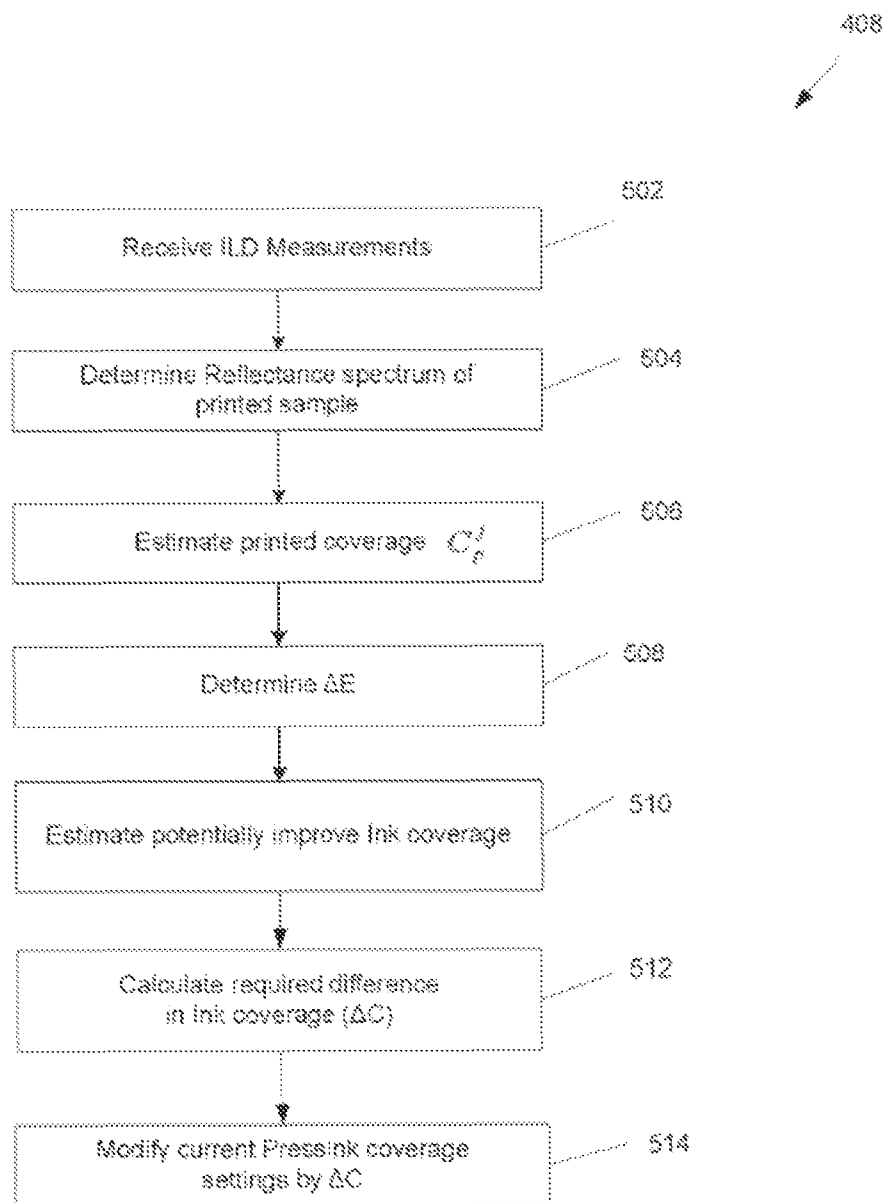 408
502
Receive ILD Measurements
504
Determine Reflectance spectrum of
printed sample
506
Estimate printed coverage C_p^j
508
Determine ΔE
510
Estimate potentially improve Ink coverage
512
Calculate required difference
in Ink coverage (ΔC)
514
Modify current PressInk coverage
settings by ΔC